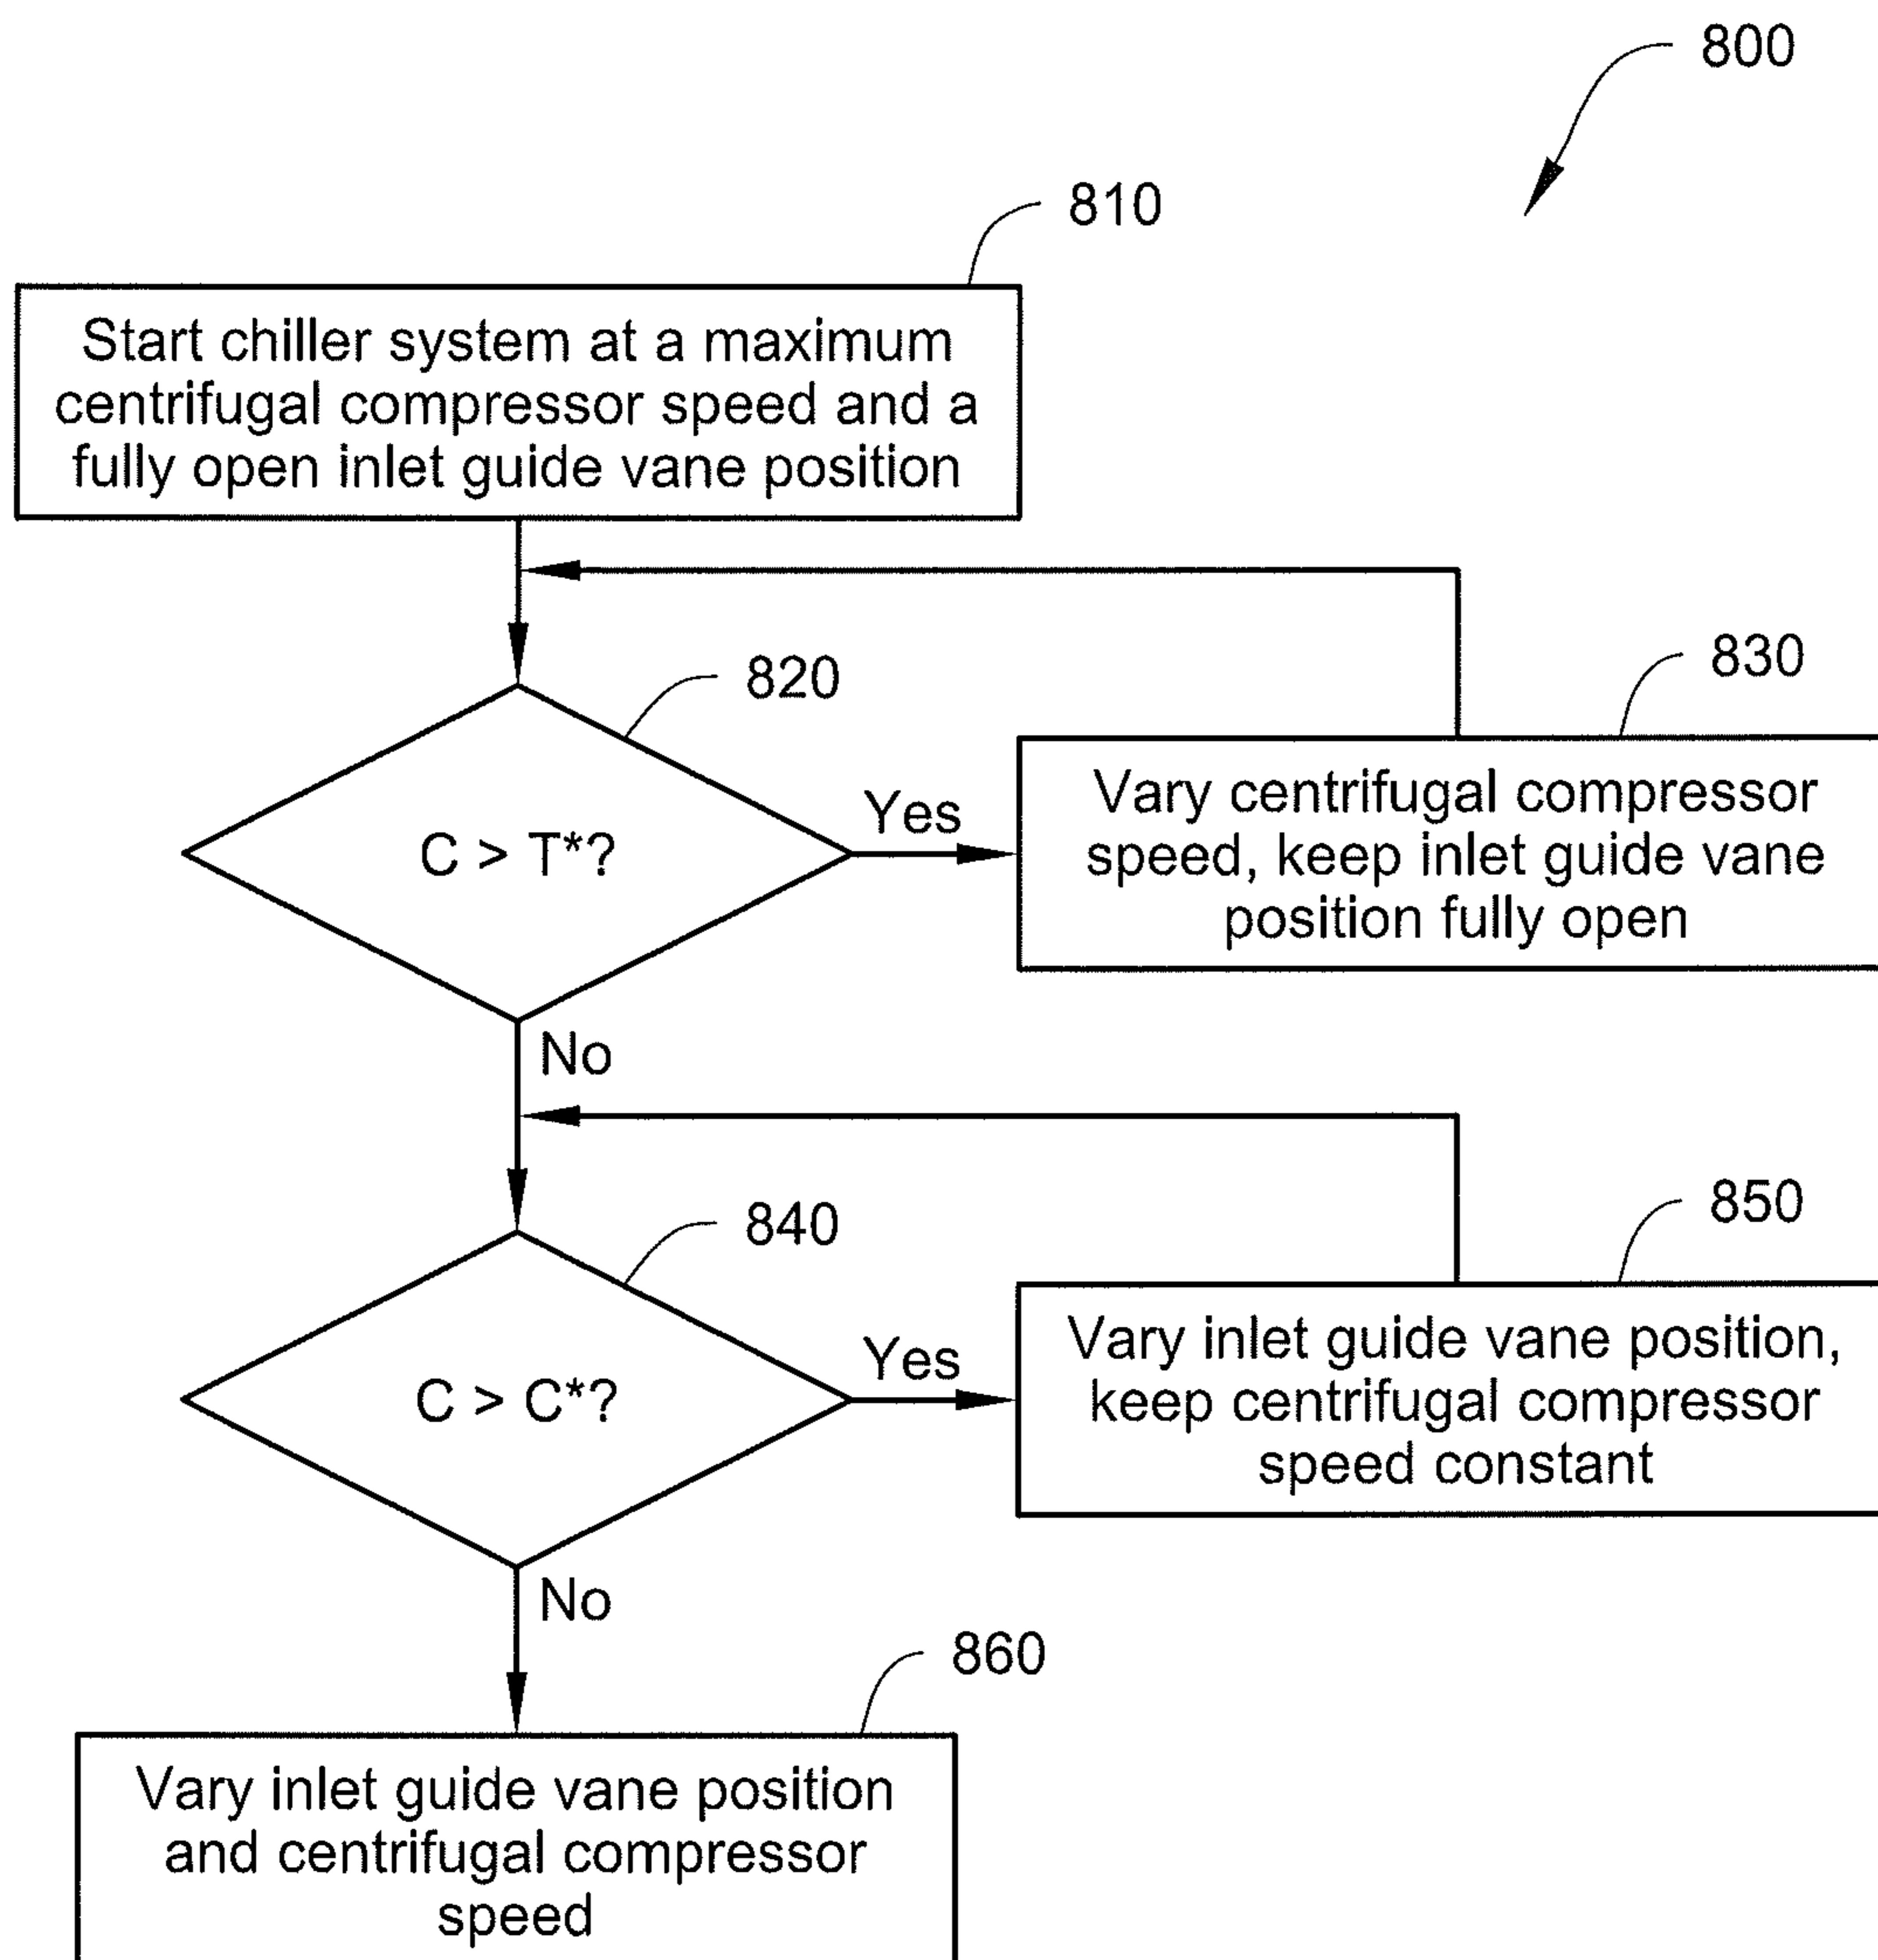 800
810
Start chiller system at a maximum
centrifugal compressor speed and a
fully open inlet guide vane position
820
C > T*?
Yes
830
Vary centrifugal compressor
speed, keep inlet guide vane
position fully open
No
840
C > C*?
Yes
850
Vary inlet guide vane position,
keep centrifugal compressor
speed constant
No
860
Vary inlet guide vane position
and centrifugal compressor
speed